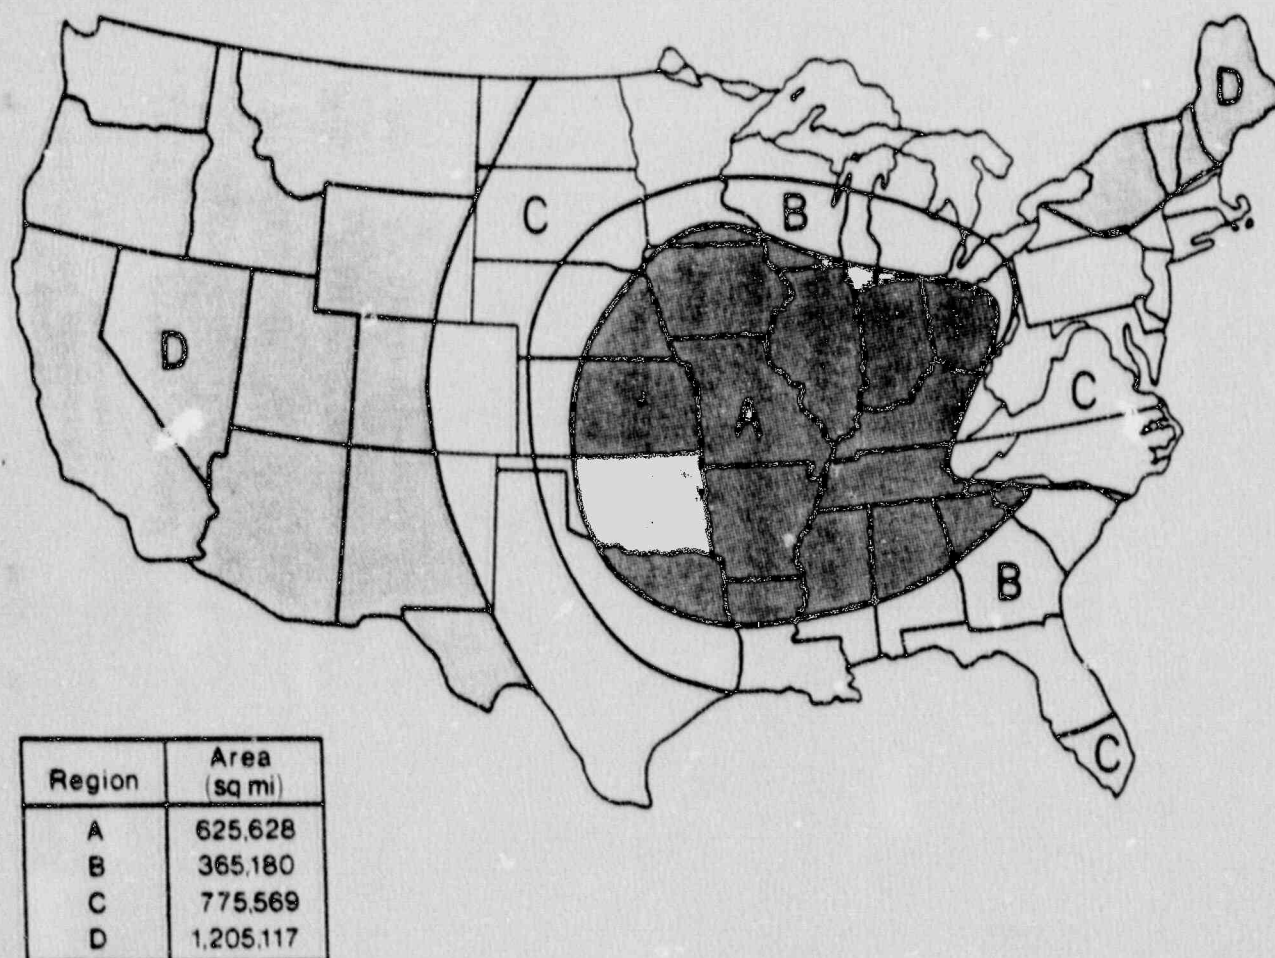 D
B
C
D
C
A
B
C
Region Area (sq mi)
A 625,628
B 365,180
C 775,569
D 1,205,117